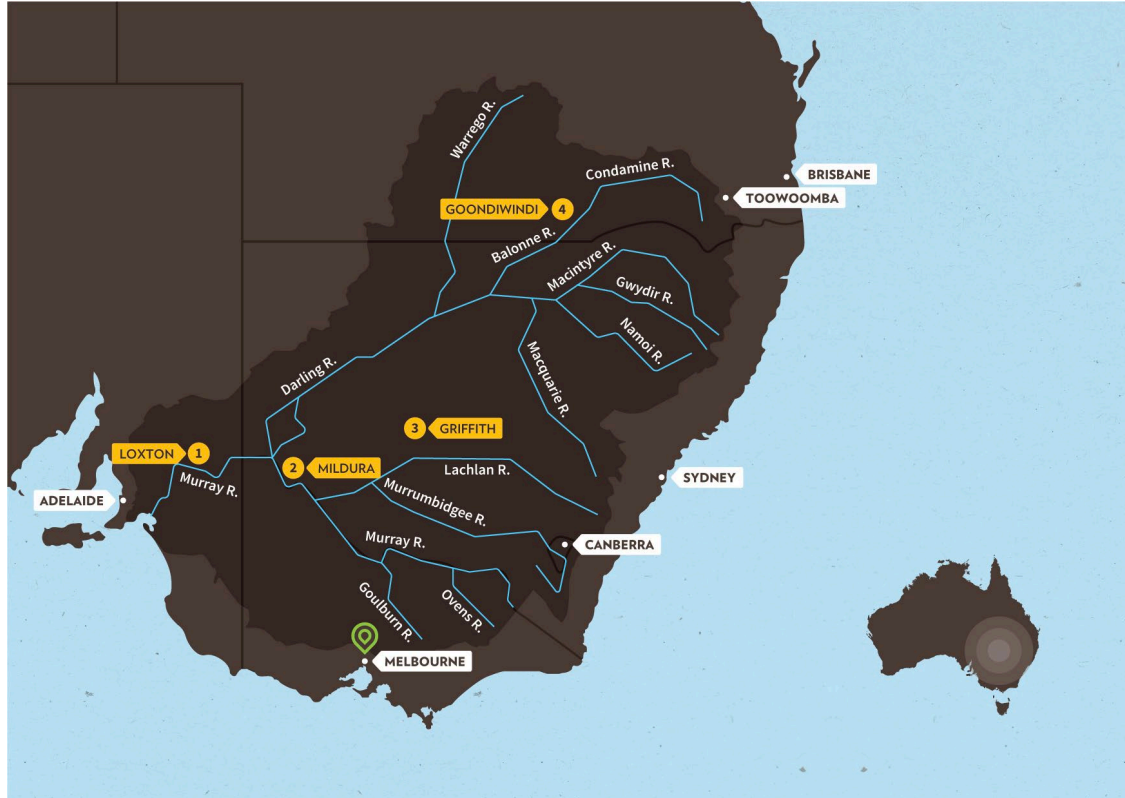 Warrego R.
Condamine R.
BRISBANE
TOOWOOMBA
GOONDIWINDI 4
Balonne R.
Macintyre R.
Gwydir R.
Namoi R.
Macquarie R.
Darling R.
3 GRIFFITH
LOXTON 1
2 MILDURA
Lachlan R.
SYDNEY
Murray R.
ADELAIDE
Murrumbidgee R.
Murray R.
CANBERRA
Goulburn R.
Ovens R.
MELBOURNE